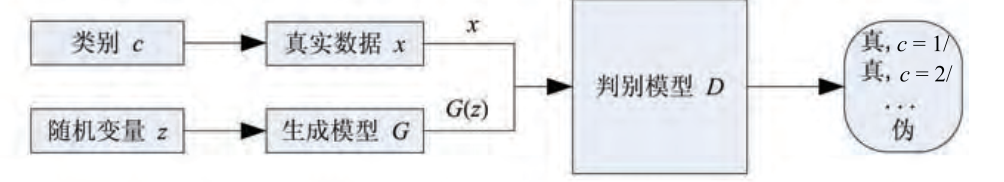 类别 c
真实数据 x
x
随机变量 z
生成模型 G
G(z)
判别模型 D
真, c = 1/
真, c = 2/
...
伪